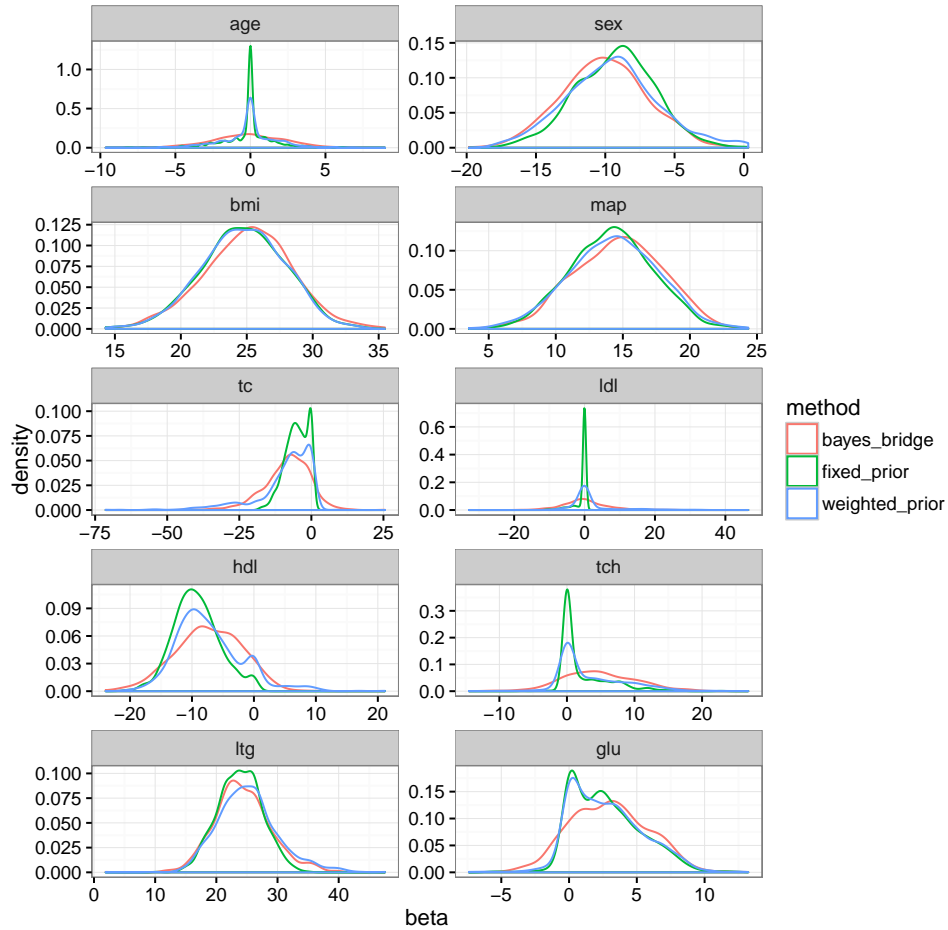 age sex
1.0
0.5
0.0
0.15
0.10
0.05
0.00
−10 −5 0 5
−20 −15 −10 −5 0
bmi map
0.125
0.100
0.075
0.050
0.025
0.000
0.10
0.05
0.00
15 20 25 30 35
5 10 15 20 25
tc ldl
0.100
0.075
0.050
0.025
0.000
0.6
0.4
0.2
0.0
−75 −50 −25 0 25
−20 0 20 40
hdl tch
0.09
0.06
0.03
0.00
0.3
0.2
0.1
0.0
−20 −10 0 10 20
−10 0 10 20
ltg glu
0.100
0.075
0.050
0.025
0.000
0.15
0.10
0.05
0.00
0 10 20 30 40
−5 0 5 10
beta
density
method
bayes_bridge
fixed_prior
weighted_prior